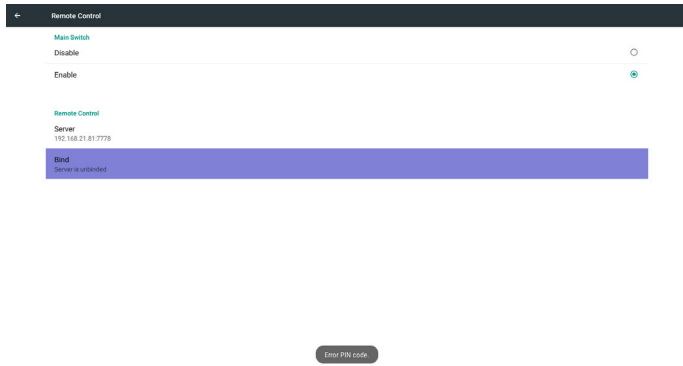 Remote Control
Main Switch
Disable
Enable
Remote Control
Server
192.168.21.81:7778
Bind
Server is unbinded
Error PIN code.